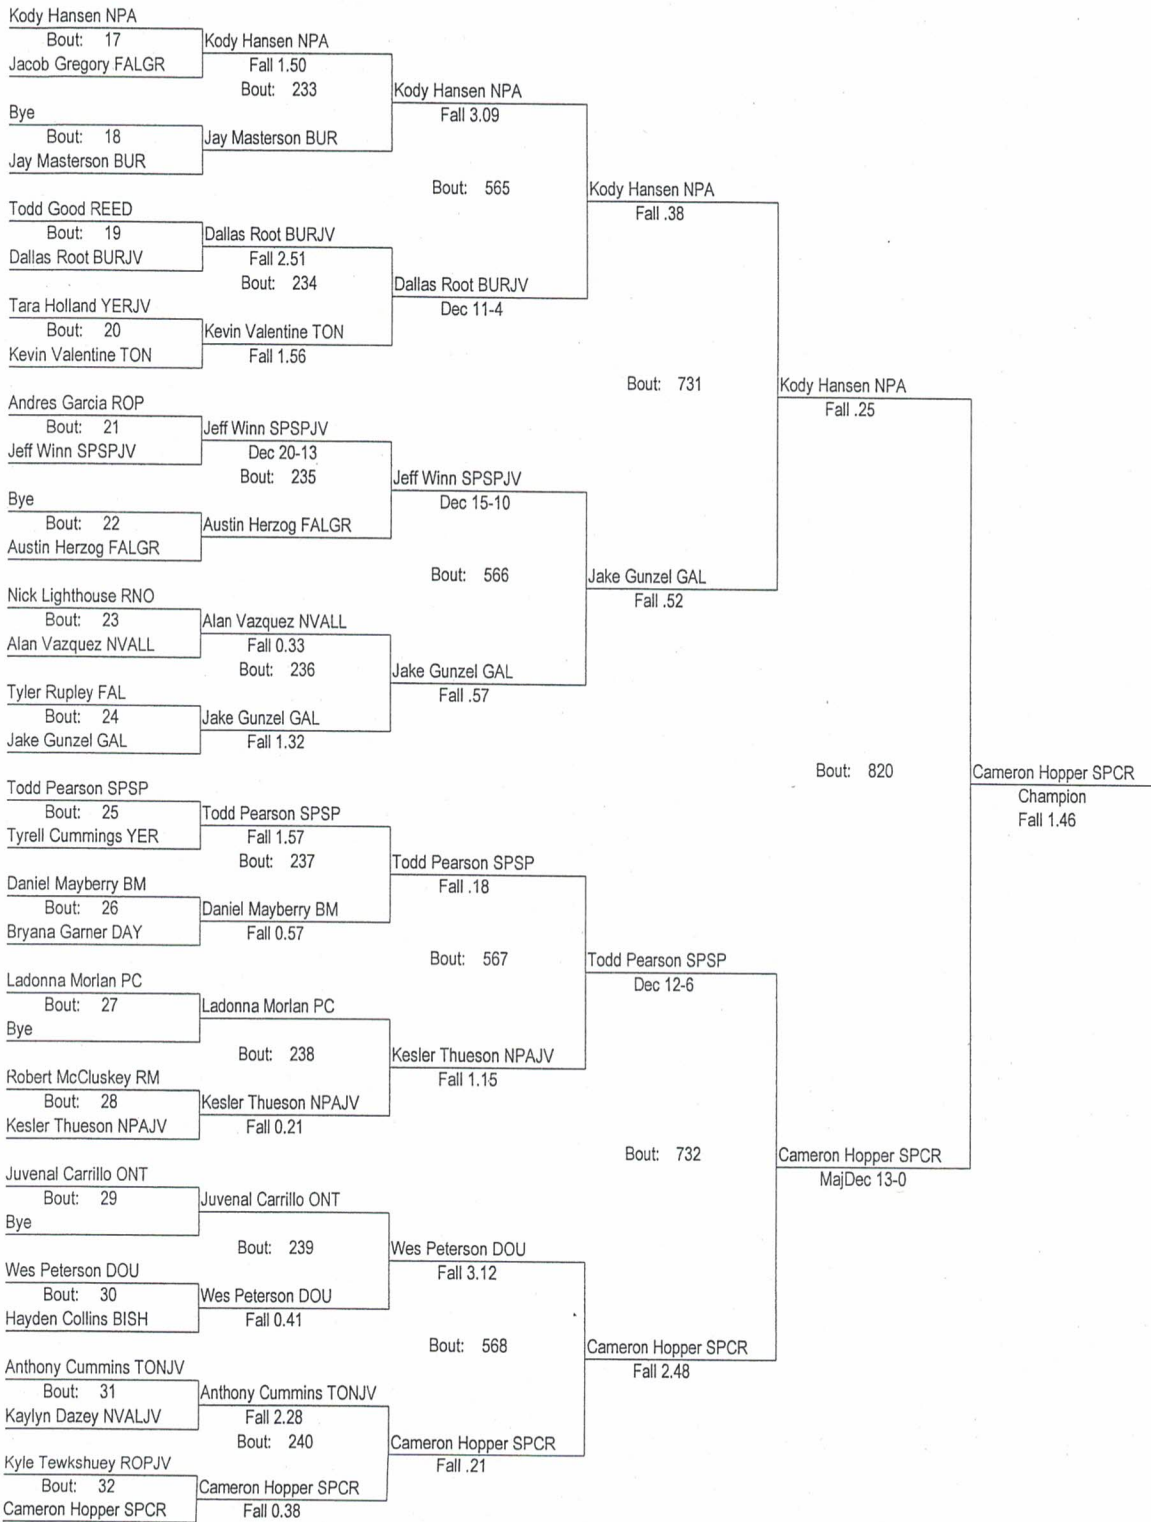 Kody Hansen NPA
Bout: 17
Jacob Gregory FALGR
Bye
Bout: 18
Jay Masterson BUR
Todd Good REED
Bout: 19
Dallas Root BURJV
Tara Holland YERJV
Bout: 20
Kevin Valentine TON
Andres Garcia ROP
Bout: 21
Jeff Winn SPSPJV
Bye
Bout: 22
Austin Herzog FALGR
Nick Lighthouse RNO
Bout: 23
Alan Vazquez NVALL
Tyler Rupley FAL
Bout: 24
Jake Gunzel GAL
Todd Pearson SPSP
Bout: 25
Tyrell Cummings YER
Daniel Mayberry BM
Bout: 26
Bryana Garner DAY
Ladonna Morlan PC
Bout: 27
Bye
Robert McCluskey RM
Bout: 28
Kesler Thueson NPAJV
Juvenal Carrillo ONT
Bout: 29
Bye
Wes Peterson DOU
Bout: 30
Hayden Collins BISH
Anthony Cummins TONJV
Bout: 31
Kaylyn Dazey NVALJV
Kyle Tewkshuey ROPJV
Bout: 32
Cameron Hopper SPCR
Kody Hansen NPA
Fall 1.50
Bout: 233
Jay Masterson BUR
Dallas Root BURJV
Fall 2.51
Bout: 234
Kevin Valentine TON
Fall 1.56
Jeff Winn SPSPJV
Dec 20-13
Bout: 235
Austin Herzog FALGR
Alan Vazquez NVALL
Fall 0.33
Bout: 236
Jake Gunzel GAL
Fall 1.32
Todd Pearson SPSP
Fall 1.57
Bout: 237
Daniel Mayberry BM
Fall 0.57
Ladonna Morlan PC
Bout: 238
Kesler Thueson NPAJV
Fall 0.21
Juvenal Carrillo ONT
Bout: 239
Wes Peterson DOU
Fall 0.41
Anthony Cummins TONJV
Fall 2.28
Bout: 240
Cameron Hopper SPCR
Fall 0.38
Kody Hansen NPA
Fall 3.09
Bout: 565
Dallas Root BURJV
Dec 11-4
Jeff Winn SPSPJV
Dec 15-10
Bout: 566
Jake Gunzel GAL
Fall .57
Todd Pearson SPSP
Fall .18
Bout: 567
Kesler Thueson NPAJV
Fall 1.15
Wes Peterson DOU
Fall 3.12
Bout: 568
Cameron Hopper SPCR
Fall .21
Kody Hansen NPA
Fall .38
Bout: 731
Jake Gunzel GAL
Fall .52
Todd Pearson SPSP
Dec 12-6
Bout: 732
Cameron Hopper SPCR
Fall 2.48
Kody Hansen NPA
Fall .25
Bout: 820
Cameron Hopper SPCR
MajDec 13-0
Cameron Hopper SPCR
Champion
Fall 1.46